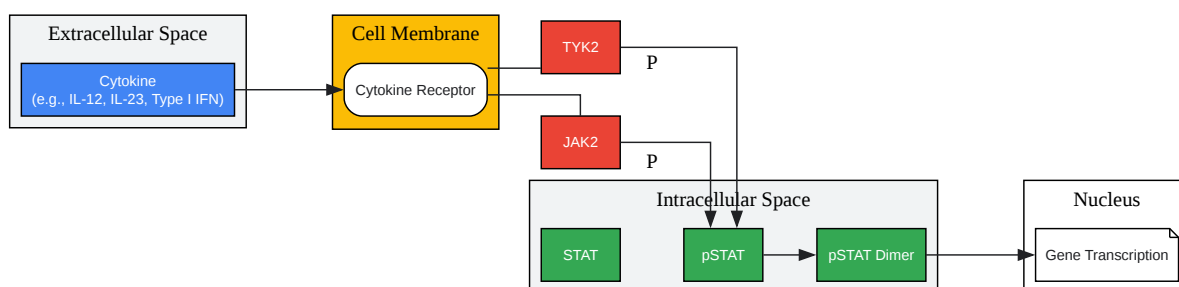 Extracellular Space
Cytokine
(e.g., IL-12, IL-23, Type I IFN)
Cell Membrane
Cytokine Receptor
TYK2
P
JAK2
P
Intracellular Space
STAT
pSTAT
pSTAT Dimer
Nucleus
Gene Transcription